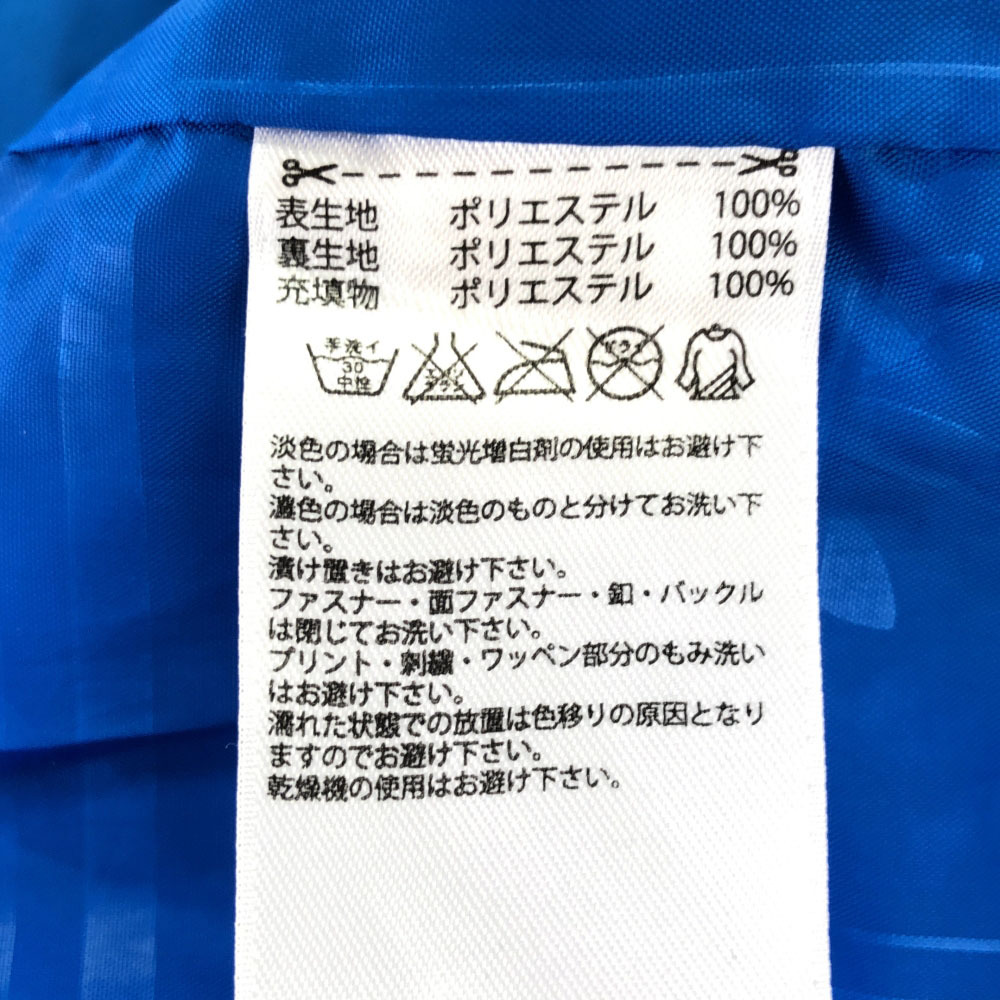 表生地 ポリエステル 100%
裏生地 ポリエステル 100%
充填物 ポリエステル 100%
手洗イ
30
中性
エンソ
サラシ
ドライ
淡色の場合は蛍光増白剤の使用はお避け下
さい。
濃色の場合は淡色のものと分けてお洗い下
さい。
漬け置きはお避け下さい。
ファスナー・面ファスナー・釦・バックル
は閉じてお洗い下さい。
プリント・刺繍・ワッペン部分のもみ洗い
はお避け下さい。
濡れた状態での放置は色移りの原因となり
ますのでお避け下さい。
乾燥機の使用はお避け下さい。